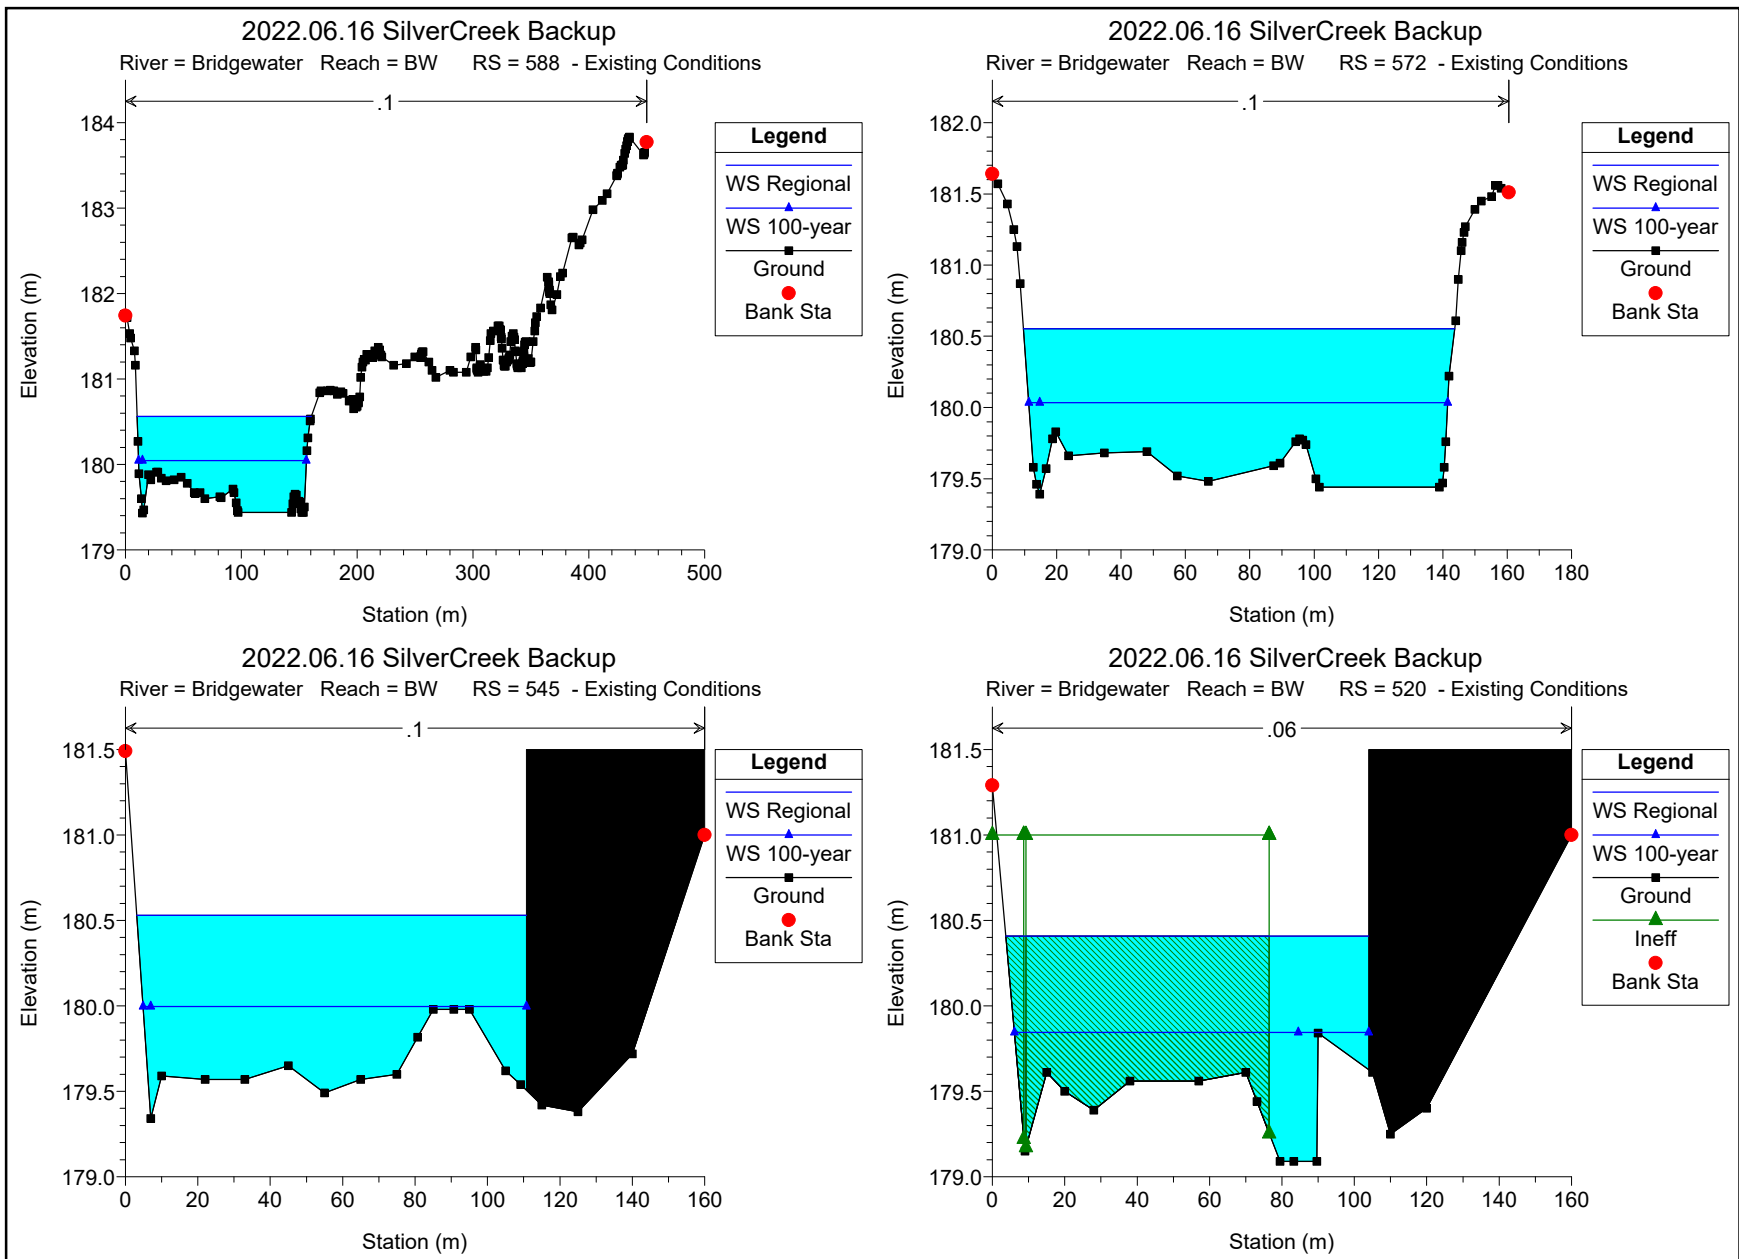 2022.06.16 SilverCreek Backup
River = Bridgewater Reach = BW RS = 588 - Existing Conditions
.1
184
183
182
181
180
179
0 100 200 300 400 500
Elevation (m)
Station (m)
Legend
WS Regional
WS 100-year
Ground
Bank Sta
2022.06.16 SilverCreek Backup
River = Bridgewater Reach = BW RS = 572 - Existing Conditions
.1
182.0
181.5
181.0
180.5
180.0
179.5
179.0
0 20 40 60 80 100 120 140 160 180
Elevation (m)
Station (m)
Legend
WS Regional
WS 100-year
Ground
Bank Sta
2022.06.16 SilverCreek Backup
River = Bridgewater Reach = BW RS = 545 - Existing Conditions
.1
181.5
181.0
180.5
180.0
179.5
179.0
0 20 40 60 80 100 120 140 160
Elevation (m)
Station (m)
Legend
WS Regional
WS 100-year
Ground
Bank Sta
2022.06.16 SilverCreek Backup
River = Bridgewater Reach = BW RS = 520 - Existing Conditions
.06
181.5
181.0
180.5
180.0
179.5
179.0
0 20 40 60 80 100 120 140 160
Elevation (m)
Station (m)
Legend
WS Regional
WS 100-year
Ground
Ineff
Bank Sta